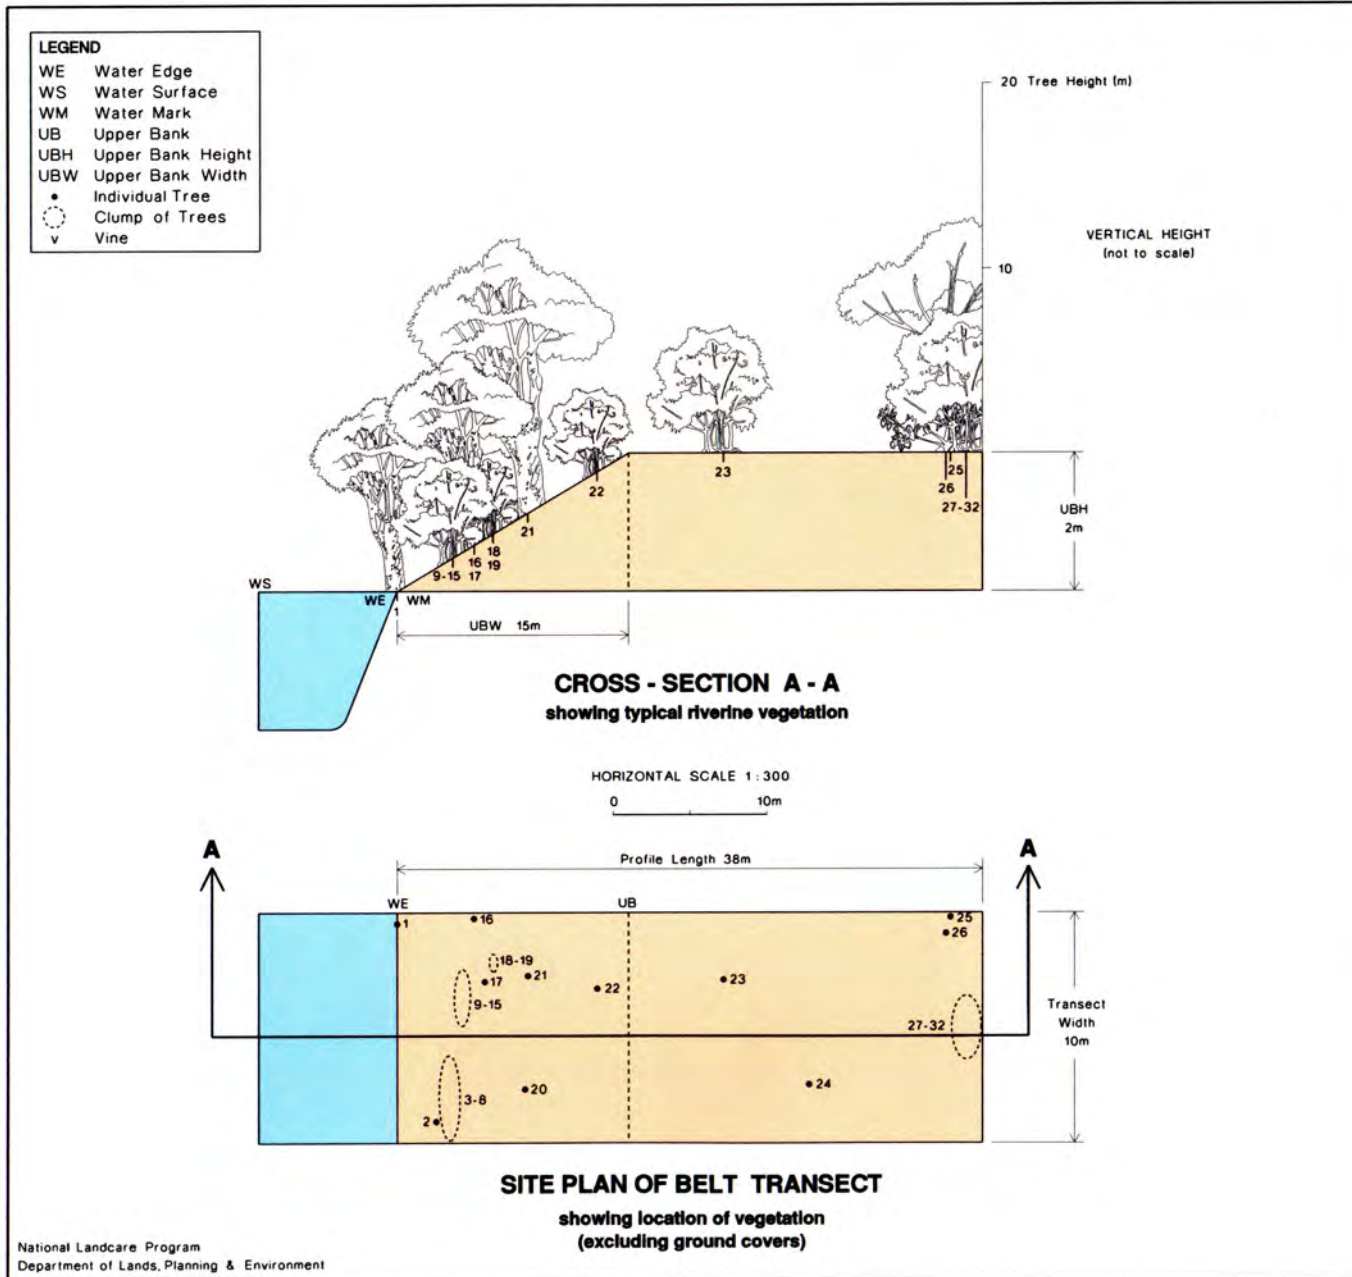 LEGEND
WE Water Edge
WS Water Surface
WM Water Mark
UB Upper Bank
UBH Upper Bank Height
UBW Upper Bank Width
• Individual Tree
Clump of Trees
v Vine
20 Tree Height (m)
VERTICAL HEIGHT
(not to scale)
10
22
23
25
26
27-32
21
18
19
16
17
9-15
UBH
2m
WS
WE
WM
1
UBW 15m
CROSS - SECTION A - A
showing typical riverine vegetation
HORIZONTAL SCALE 1 : 300
0 10m
A
A
Profile Length 38m
WE
UB
1
16
25
26
18-19
17
21
22
23
9-15
27-32
Transect
Width
10m
3-8
20
24
2
SITE PLAN OF BELT TRANSECT
showing location of vegetation
(excluding ground covers)
National Landcare Program
Department of Lands, Planning & Environment